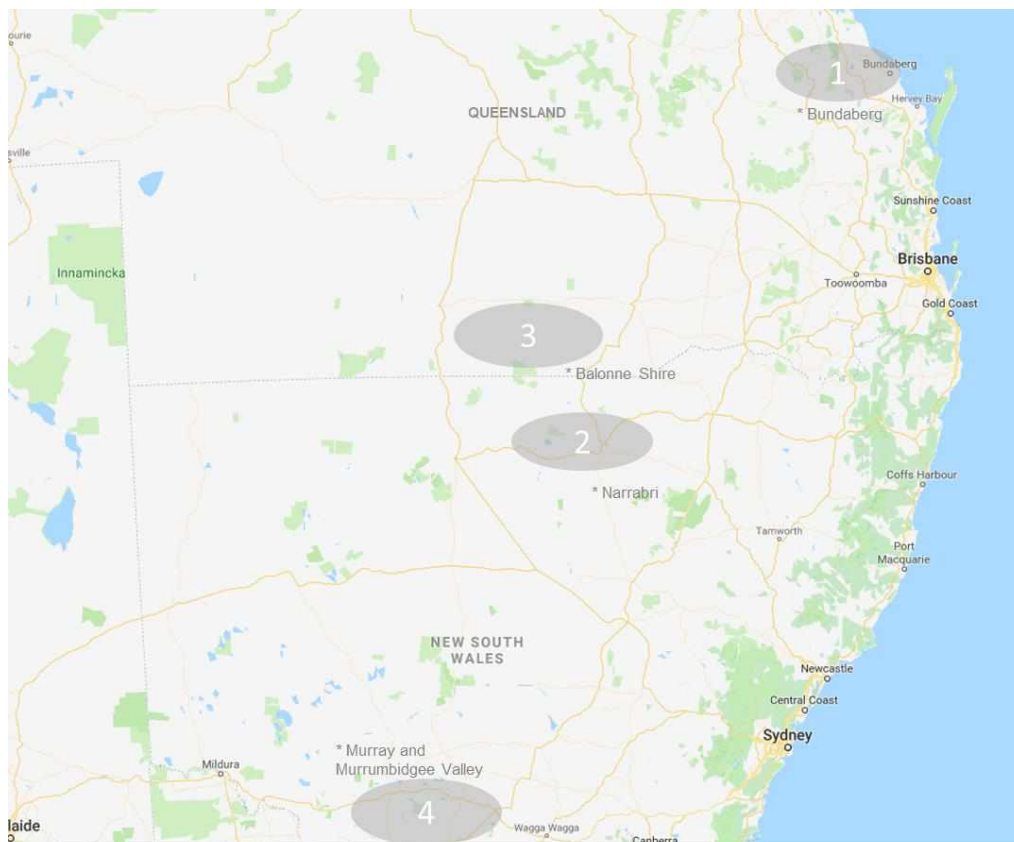 ourie
1
Bundaberg
Hervey Bay
QUEENSLAND
* Bundaberg
sville
Sunshine Coast
Brisbane
Innamincka
Toowoomba
Gold Coast
3
* Balonne Shire
2
Coffs Harbour
* Narrabri
Tamworth
Port
Macquarie
NEW SOUTH
WALES
Newcastle
Central Coast
Sydney
* Murray and
Murrumbidgee Valley
Mildura
4
laide
Wagga Wagga
Canberra